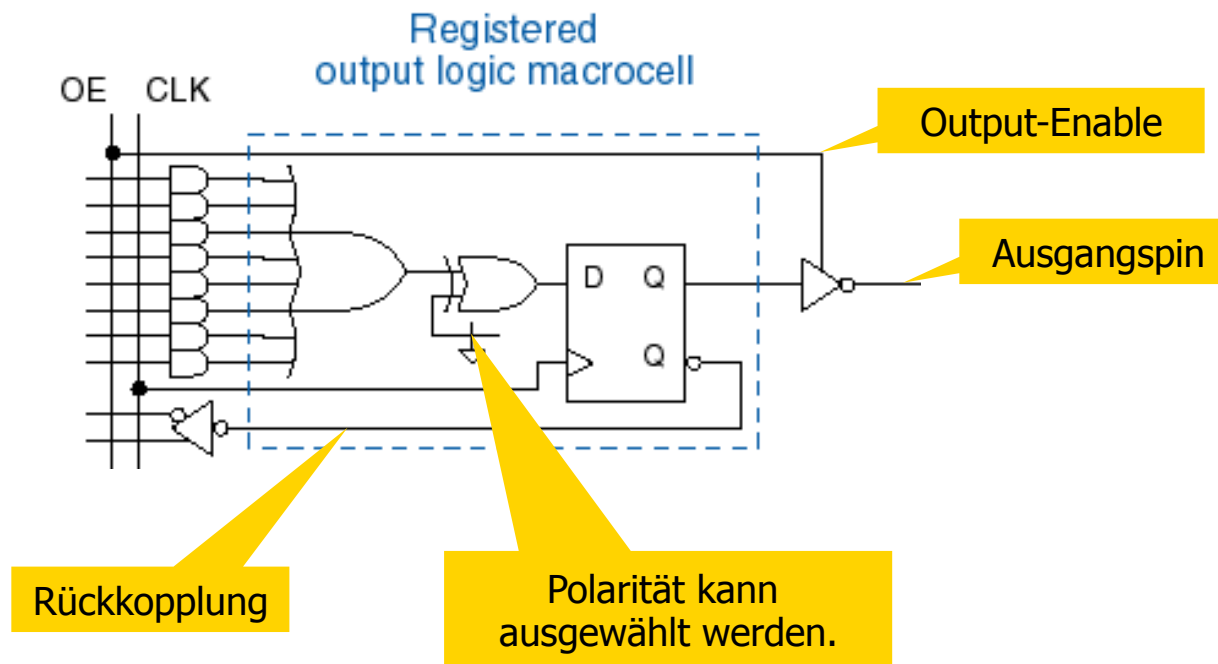 Registered
output logic macrocell
OE CLK
Output-Enable
Ausgangspin
D Q
Q
Rückkopplung
Polarität kann
ausgewählt werden.